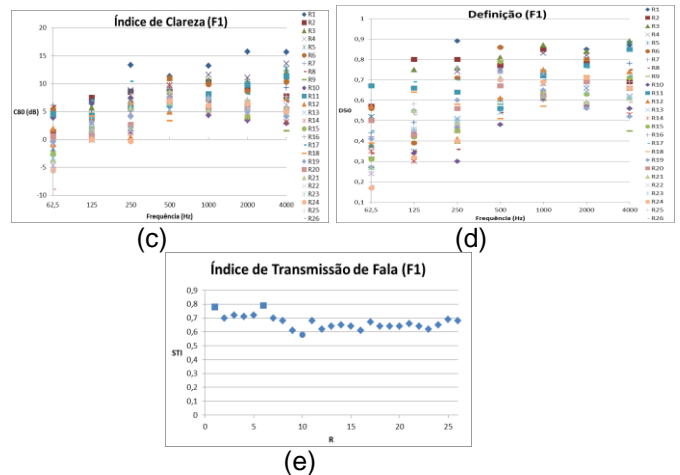 Índice de Clareza (F1)
20
15
10
5
0
-5
-10
C80 (dB)
62,5 125 250 500 1000 2000 4000
Frequência (Hz)
R1
R2
R3
R4
R5
R6
R7
R8
R9
R10
R11
R12
R13
R14
R15
R16
R17
R18
R19
R20
R21
R22
R23
R24
R25
R26
(c)
Definição (F1)
1
0,9
0,8
0,7
0,6
0,5
0,4
0,3
0,2
0,1
D50
62,5 125 250 500 1000 2000 4000
Frequência (Hz)
R1
R2
R3
R4
R5
R6
R7
R8
R9
R10
R11
R12
R13
R14
R15
R16
R17
R18
R19
R20
R21
R22
R23
R24
R25
R26
(d)
Índice de Transmissão de Fala (F1)
0,9
0,8
0,7
0,6
0,5
0,4
0,3
0,2
0,1
0
STI
0 5 10 15 20 25
R
(e)